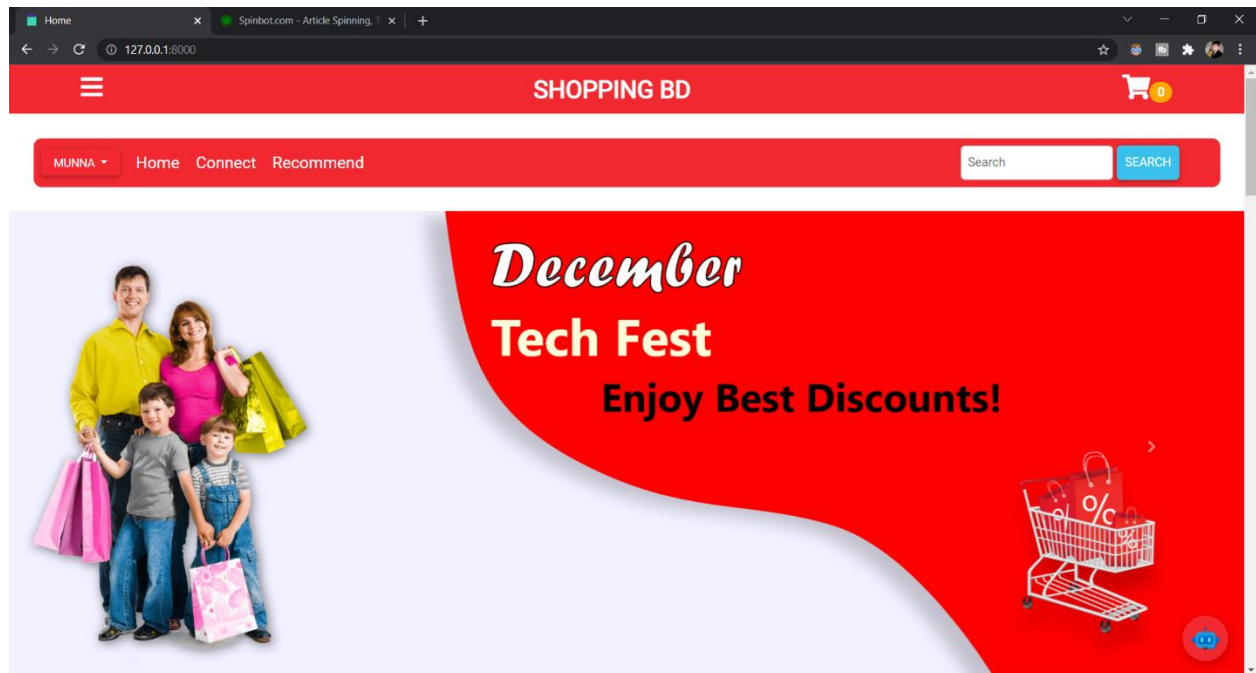 Home
Spinbot.com - Article Spinning,
127.0.0.1:8000
SHOPPING BD
0
MUNNA
Home Connect Recommend
Search
SEARCH
December
Tech Fest
Enjoy Best Discounts!
%
%
%